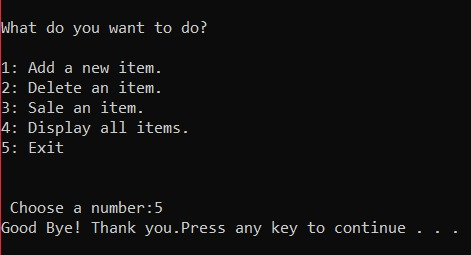 What do you want to do?
1: Add a new item.
2: Delete an item.
3: Sale an item.
4: Display all items.
5: Exit
Choose a number:5
Good Bye! Thank you.Press any key to continue . . .